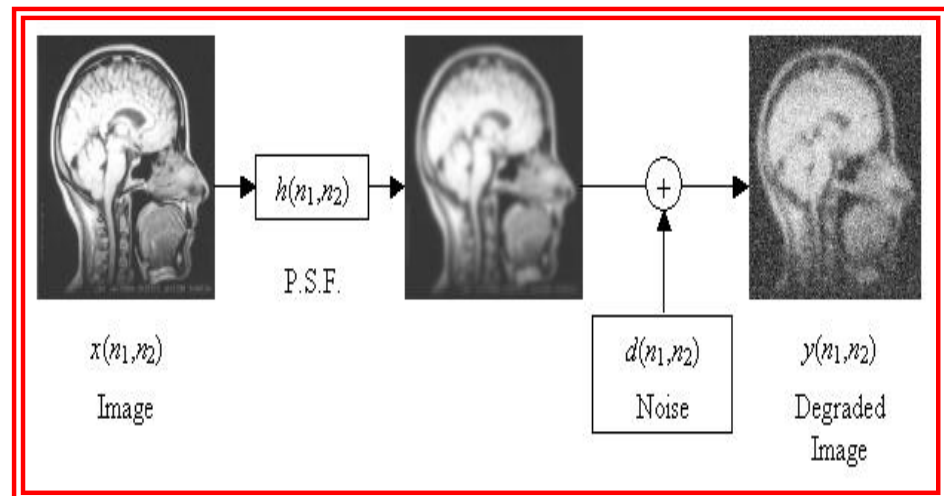 h(n₁,n₂)
P.S.F.
+
x(n₁,n₂)
Image
d(n₁,n₂)
Noise
y(n₁,n₂)
Degraded
Image